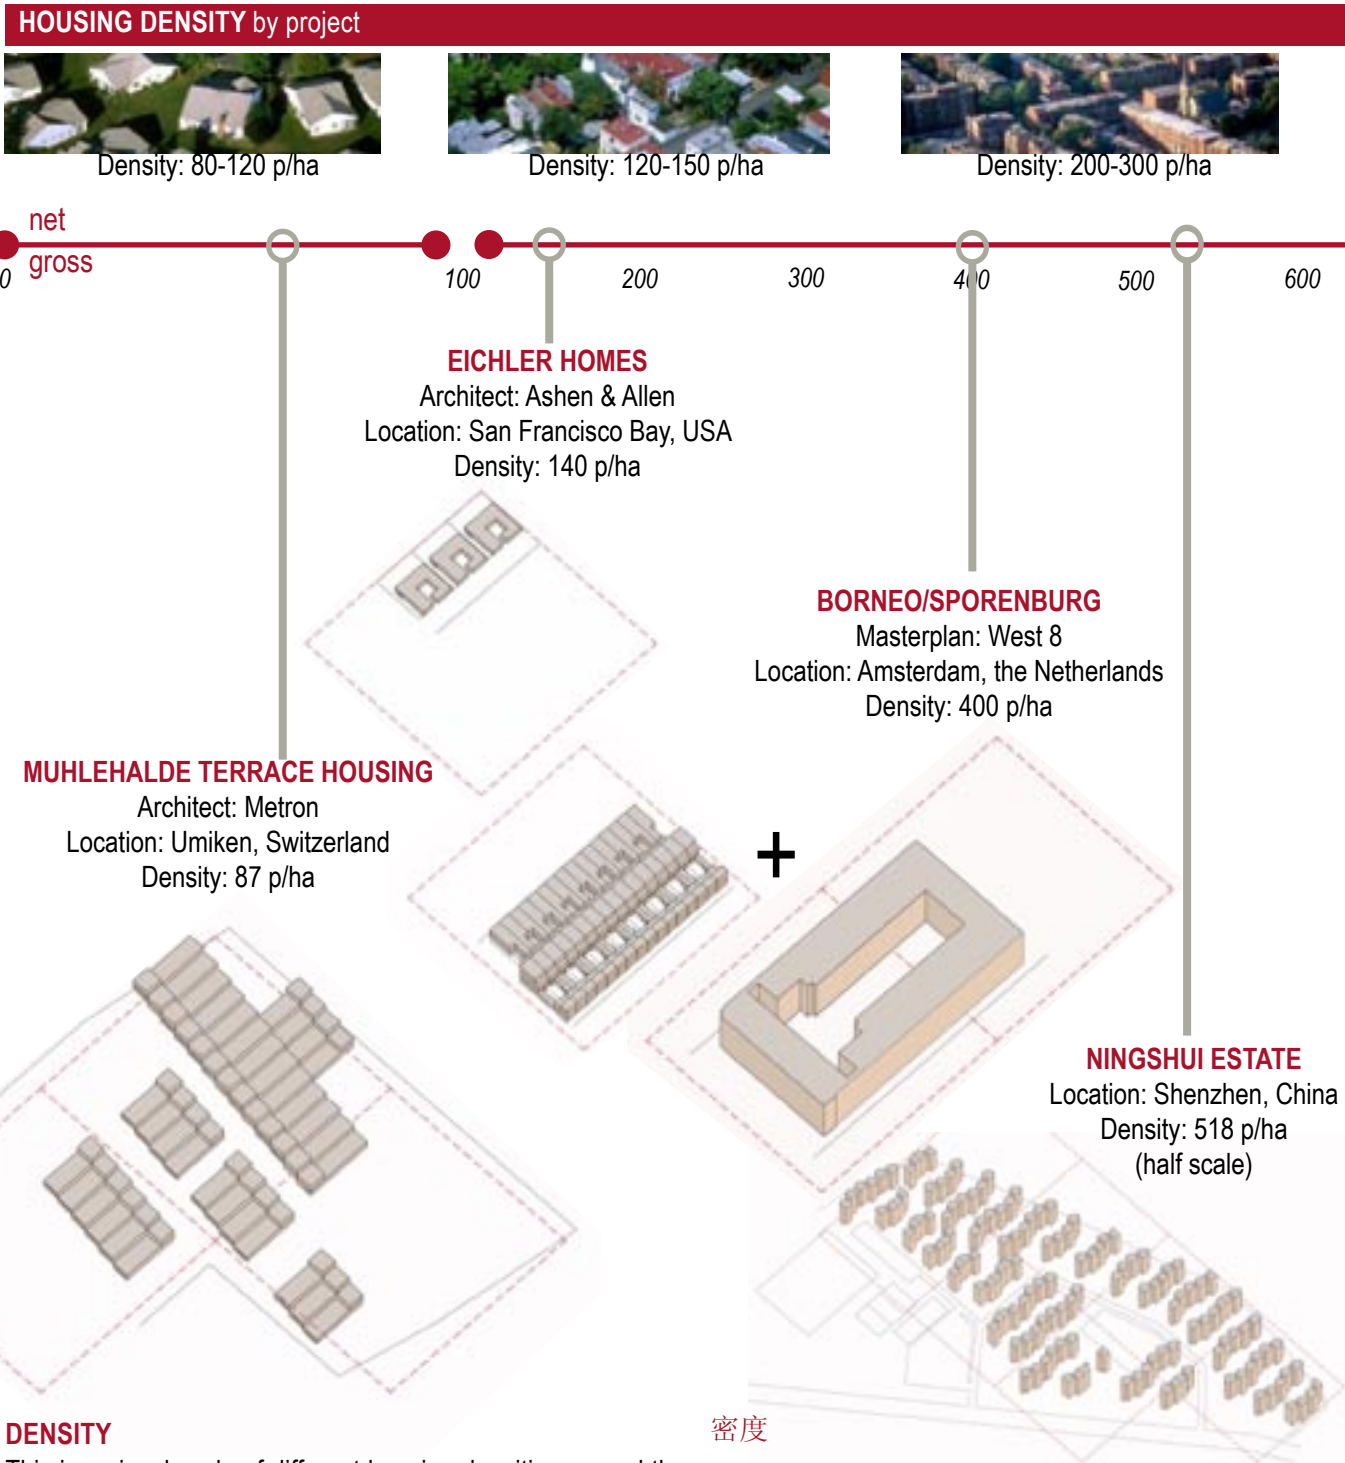 HOUSING DENSITY by project
Density: 80-120 p/ha
Density: 120-150 p/ha
Density: 200-300 p/ha
net
gross
0
100
200
300
400
500
600
EICHLER HOMES
Architect: Ashen & Allen
Location: San Francisco Bay, USA
Density: 140 p/ha
BORNEO/SPORENBURG
Masterplan: West 8
Location: Amsterdam, the Netherlands
Density: 400 p/ha
MUHLEHALDE TERRACE HOUSING
Architect: Metron
Location: Umiken, Switzerland
Density: 87 p/ha
+
NINGSHUI ESTATE
Location: Shenzhen, China
Density: 518 p/ha
(half scale)
DENSITY
密度